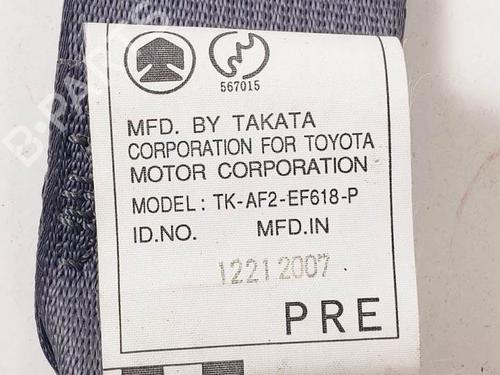 567015
MFD. BY TAKATA
CORPORATION FOR TOYOTA
MOTOR CORPORATION
MODEL: TK-AF2-EF618-P
ID.NO. MFD.IN
12212007
PRE
B-PARTS